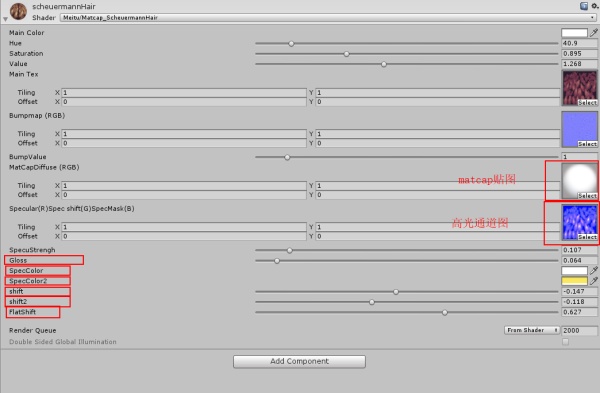 scheuermannHair
Shader Meitu/Matcap_ScheuermannHair
Main Color
Hue 40.9
Saturation 0.895
Value 1.268
Main Tex
Tiling X 1 Y 1
Offset X 0 Y 0
Select
Bumpmap (RGB)
Tiling X 1 Y 1
Offset X 0 Y 0
Select
BumpValue 1
MatCapDiffuse (RGB)
matcap贴图
Tiling X 1 Y 1
Offset X 0 Y 0
Select
Specular(R)Spec shift(G)SpecMask(B)
高光通道图
Tiling X 1 Y 1
Offset X 0 Y 0
Select
SpecuStrengh 0.107
Gloss 0.064
SpecColor
SpecColor2
shift -0.147
shift2 -0.118
FlatShift 0.627
Render Queue From Shader 2000
Double Sided Global Illumination
Add Component